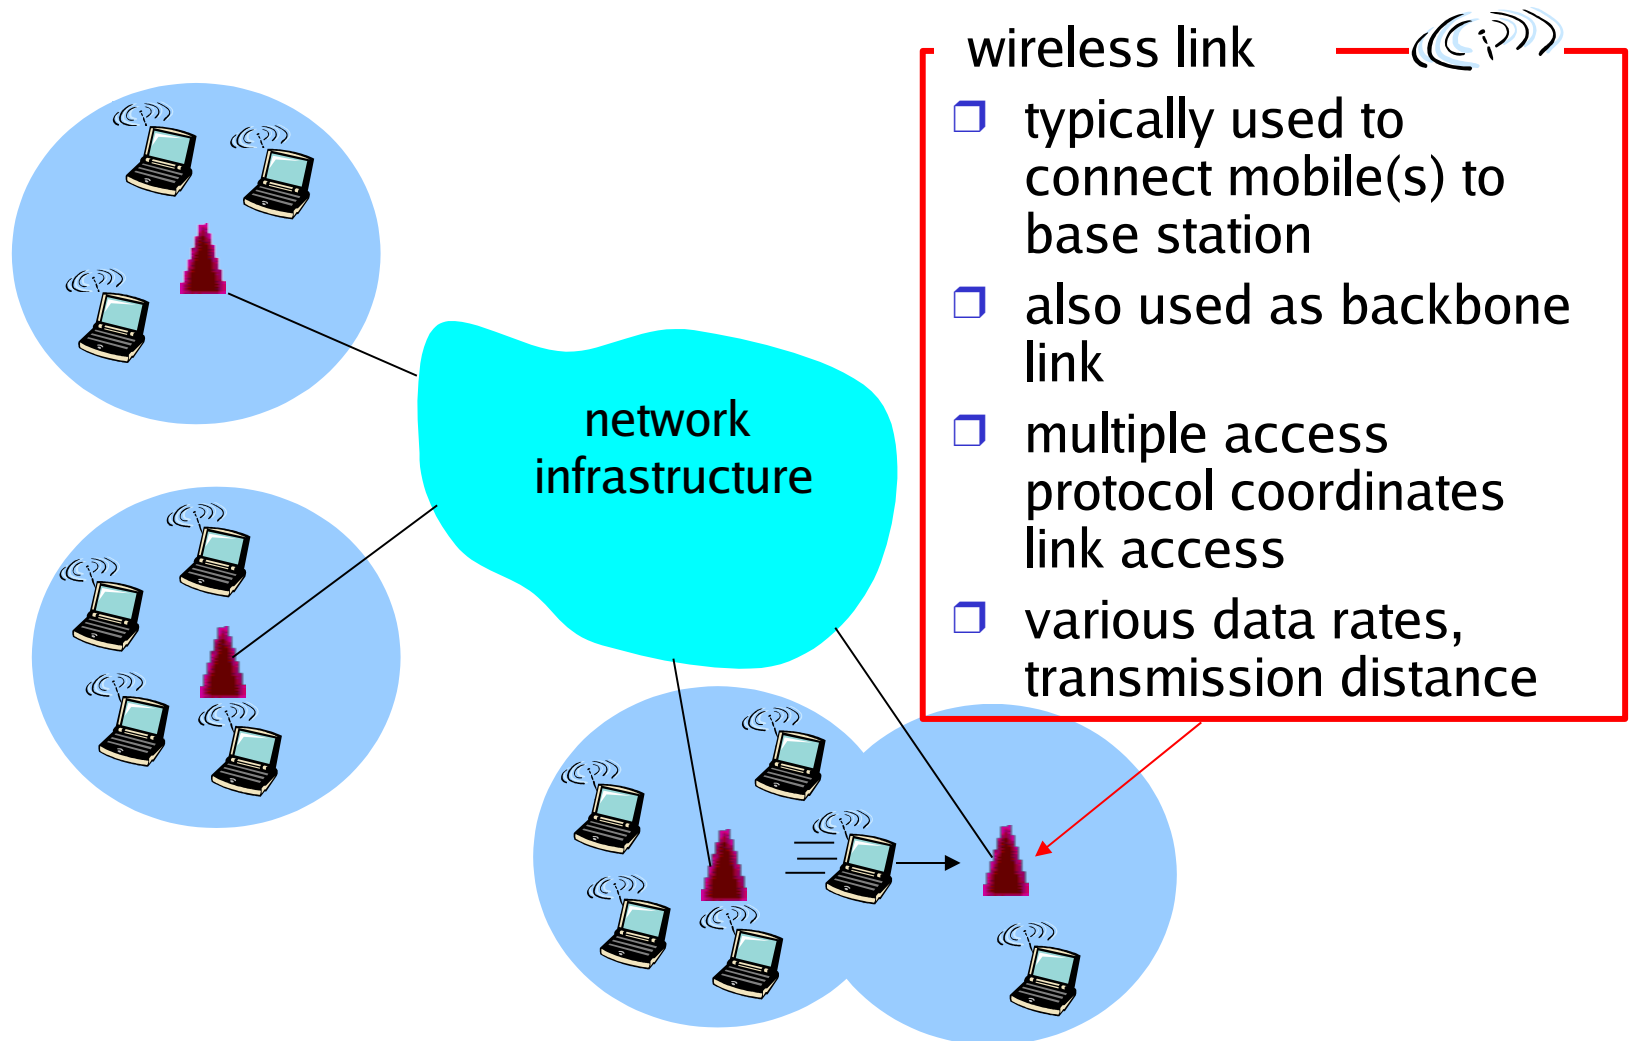 wireless link
❒ typically used to
connect mobile(s) to
base station
❒ also used as backbone
link
❒ multiple access
protocol coordinates
link access
❒ various data rates,
transmission distance
network
infrastructure